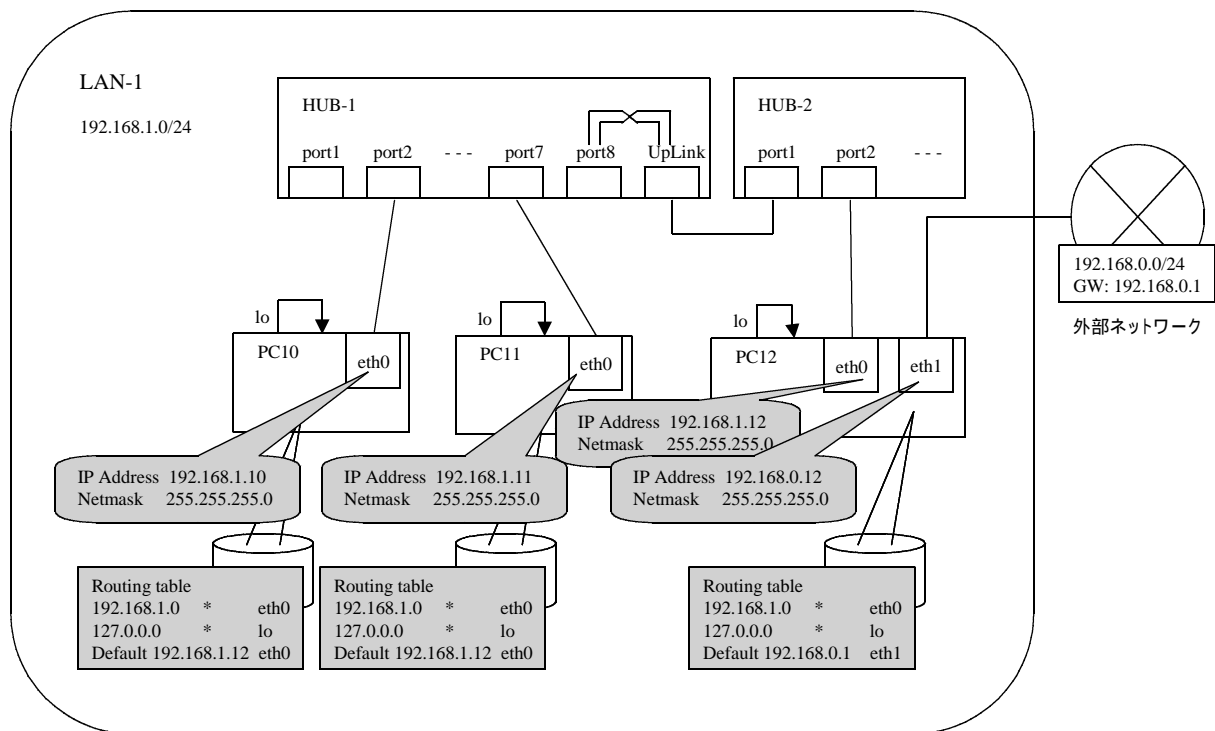 LAN-1
192.168.1.0/24
HUB-1
port1 port2 - - - port7 port8 UpLink
HUB-2
port1 port2 - - -
192.168.0.0/24
GW: 192.168.0.1
外部ネットワーク
lo
PC10
eth0
lo
PC11
eth0
lo
PC12
eth0
eth1
IP Address 192.168.1.10
Netmask 255.255.255.0
IP Address 192.168.1.11
Netmask 255.255.255.0
IP Address 192.168.1.12
Netmask 255.255.255.0
IP Address 192.168.0.12
Netmask 255.255.255.0
Routing table
192.168.1.0 * eth0
127.0.0.0 * lo
Default 192.168.1.12 eth0
Routing table
192.168.1.0 * eth0
127.0.0.0 * lo
Default 192.168.1.12 eth0
Routing table
192.168.1.0 * eth0
127.0.0.0 * lo
Default 192.168.0.1 eth1